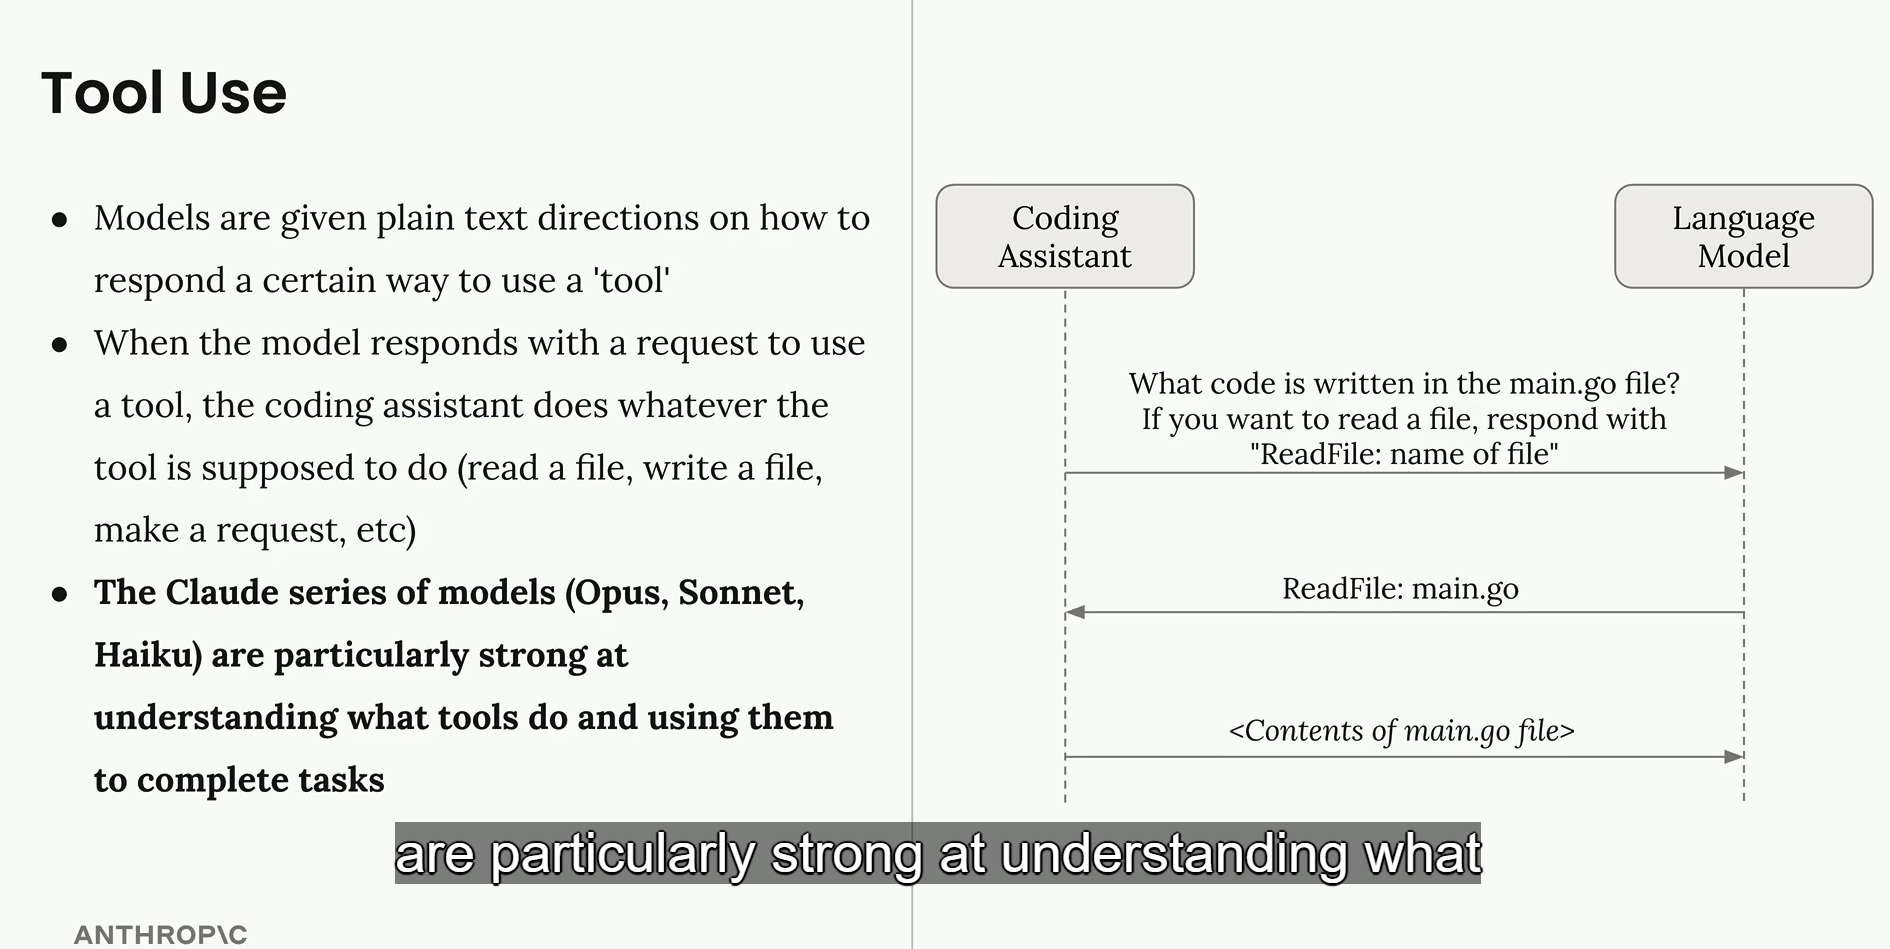 Tool Use
● Models are given plain text directions on how to
respond a certain way to use a 'tool'
● When the model responds with a request to use
a tool, the coding assistant does whatever the
tool is supposed to do (read a file, write a file,
make a request, etc)
● The Claude series of models (Opus, Sonnet,
Haiku) are particularly strong at
understanding what tools do and using them
to complete tasks
Coding
Assistant
Language
Model
What code is written in the main.go file?
If you want to read a file, respond with
"ReadFile: name of file"
ReadFile: main.go
<Contents of main.go file>
are particularly strong at understanding what
ANTHROP\C